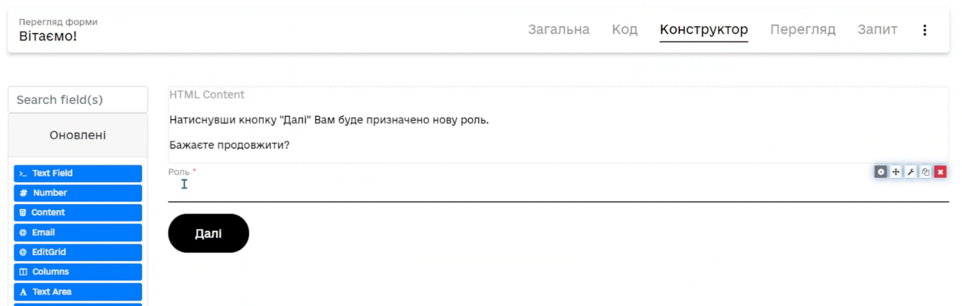 Перегляд форми
Вітаємо!
Загальна Код Конструктор Перегляд Запит
Search field(s)
Оновлені
Text Field
Number
Content
Email
EditGrid
Columns
Text Area
HTML Content
Натиснувши кнопку "Далі" Вам буде призначено нову роль.
Бажаєте продовжити?
Роль *
Далі